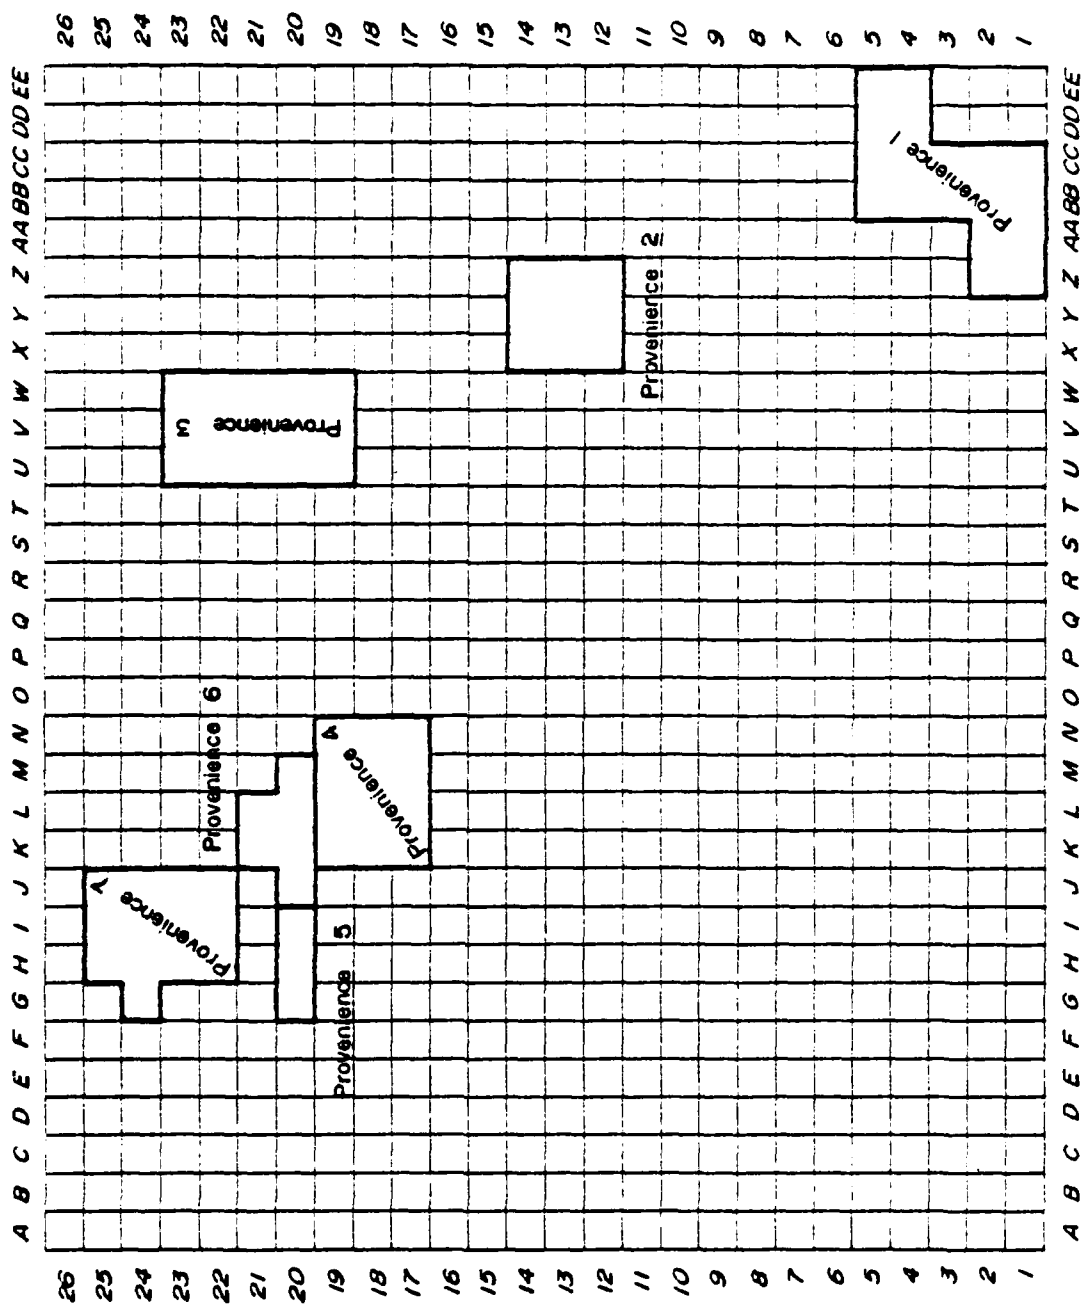 26 25 24 23 22 21 20 19 18 17 16 15 14 13 12 11 10 9 8 7 6 5 4 3 2 1
A B C D E F G H I J K L M N O P Q R S T U V W X Y Z AA BB CC DD EE
Provenience 1
Provenience 2
Provenience 3
Provenience 6
Provenience 4
Provenience 7
Provenience 5
A B C D E F G H I J K L M N O P Q R S T U V W X Y Z AA BB CC DD EE
26 25 24 23 22 21 20 19 18 17 16 15 14 13 12 11 10 9 8 7 6 5 4 3 2 1